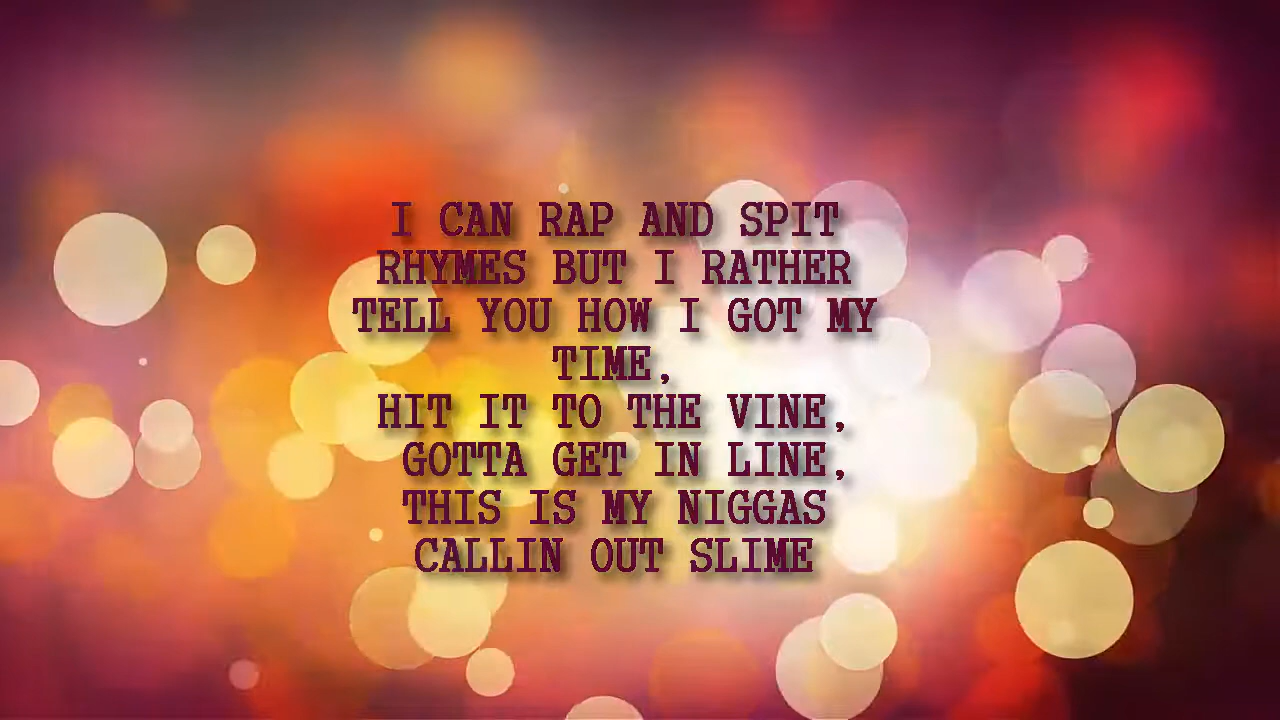 I CAN RAP AND SPIT
RHYMES BUT I RATHER
TELL YOU HOW I GOT MY
TIME,
HIT IT TO THE VINE,
GOTTA GET IN LINE,
THIS IS MY NIGGAS
CALLIN OUT SLIME